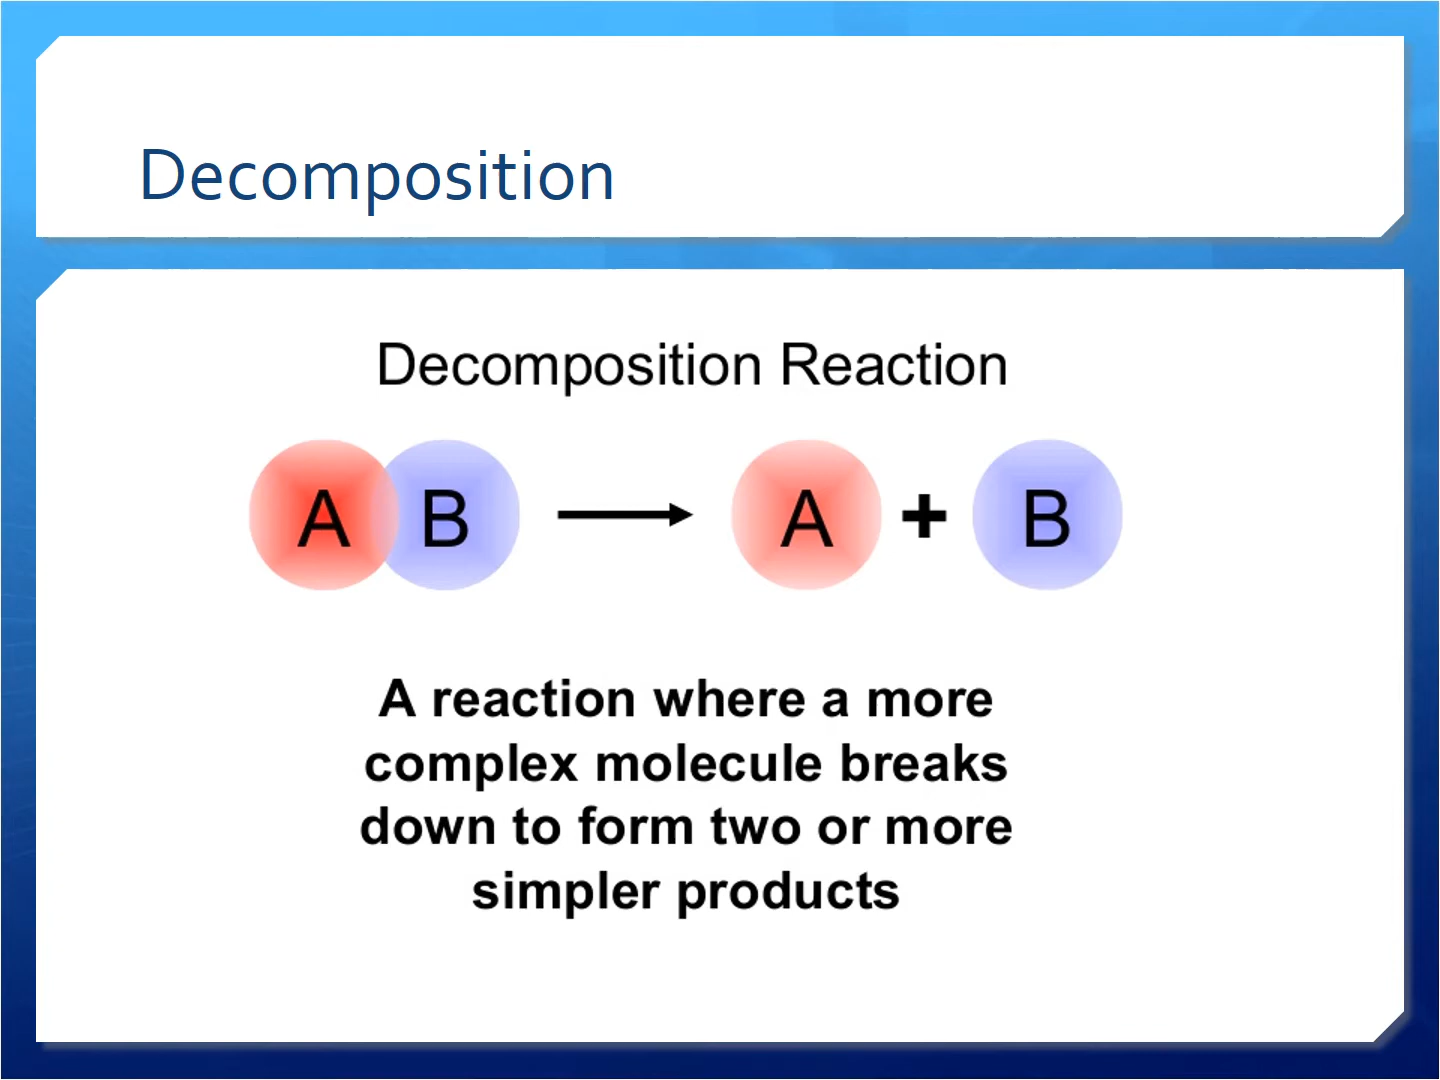 Decomposition
Decomposition Reaction
A B → A + B
A reaction where a more
complex molecule breaks
down to form two or more
simpler products